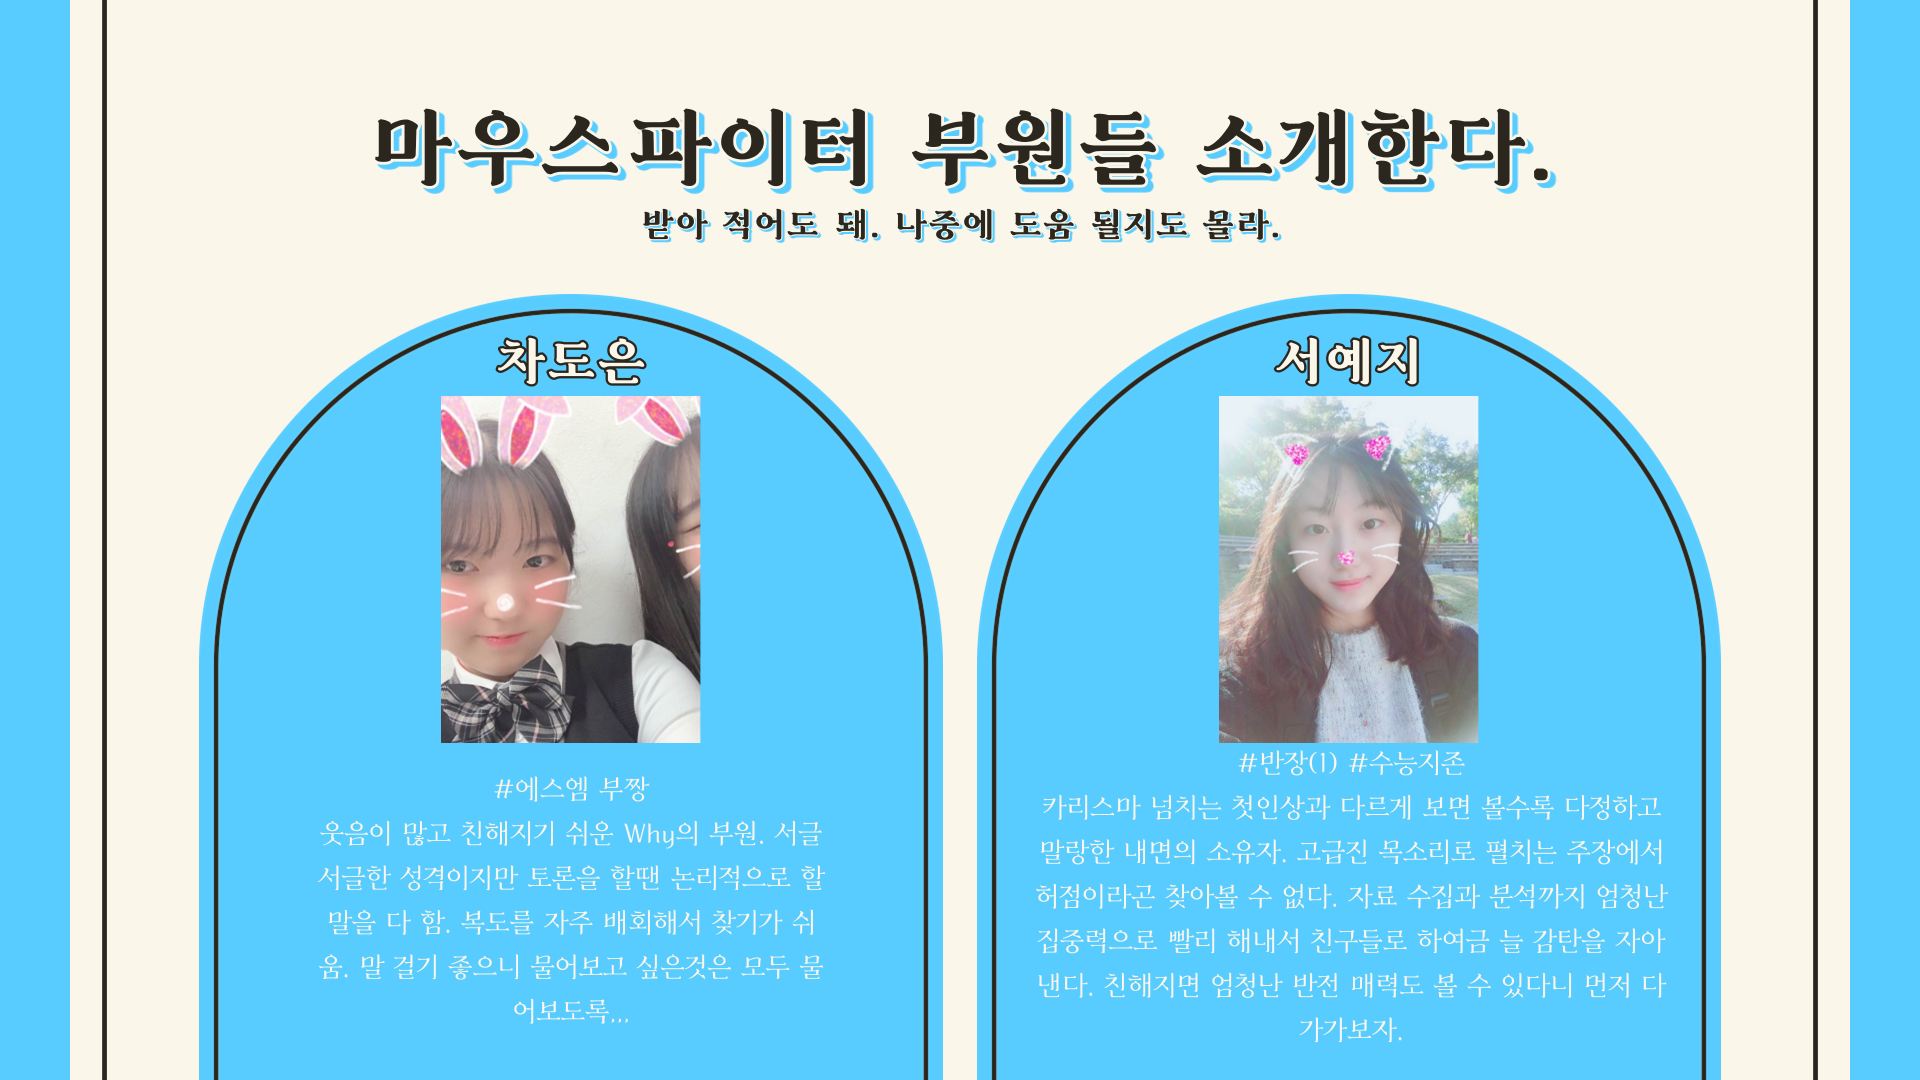 마우스파이터 부원들 소개한다.
받아 적어도 돼. 나중에 도움 될지도 몰라.
차도은
#에스엠 부짱
웃음이 많고 친해지기 쉬운 Why의 부원. 서글
서글한 성격이지만 토론을 할땐 논리적으로 할
말을 다 함. 복도를 자주 배회해서 찾기가 쉬
움. 말 걸기 좋으니 물어보고 싶은것은 모두 물
어보도록,,,
서예지
#반장(1) #수능지존
카리스마 넘치는 첫인상과 다르게 보면 볼수록 다정하고
말랑한 내면의 소유자. 고급진 목소리로 펼치는 주장에서
허점이라곤 찾아볼 수 없다. 자료 수집과 분석까지 엄청난
집중력으로 빨리 해내서 친구들로 하여금 늘 감탄을 자아
낸다. 친해지면 엄청난 반전 매력도 볼 수 있다니 먼저 다
가가보자.